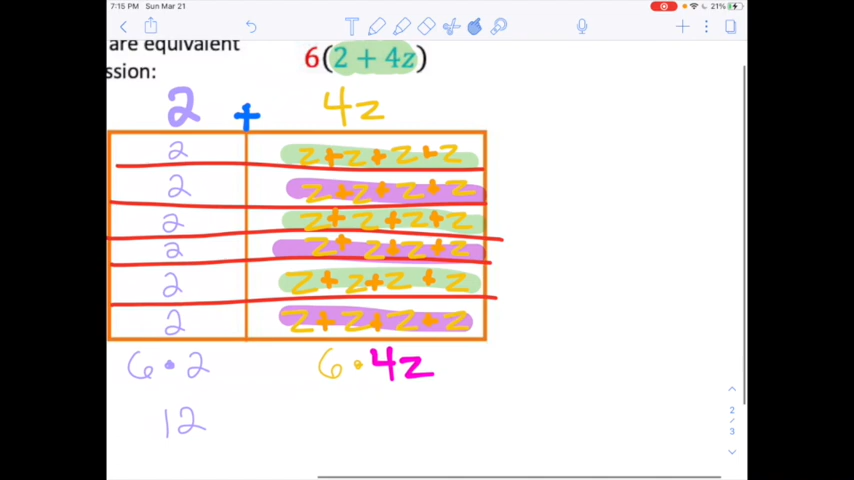 7:15 PM Sun Mar 21
21%
are equivalent
ssion:
6(2 + 4z)
2 + 4z
2 z+z+z+z
2 z+z+z+z
2 z+z+z+z
2 z+z+z+z
2 z+z+z+z
2 z+z+z+z
6•2 6•4z
12
2
/
3